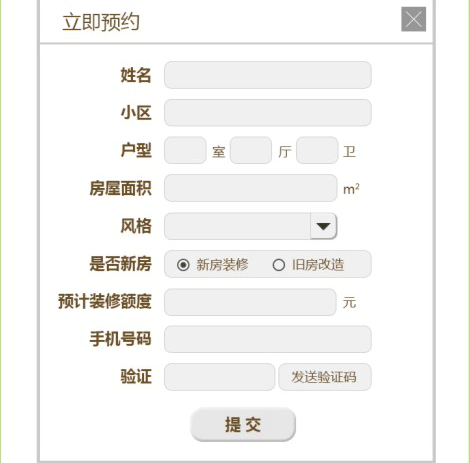 立即预约
姓名
小区
户型 室 厅 卫
房屋面积 m²
风格
是否新房 新房装修 旧房改造
预计装修额度 元
手机号码
验证 发送验证码
提交